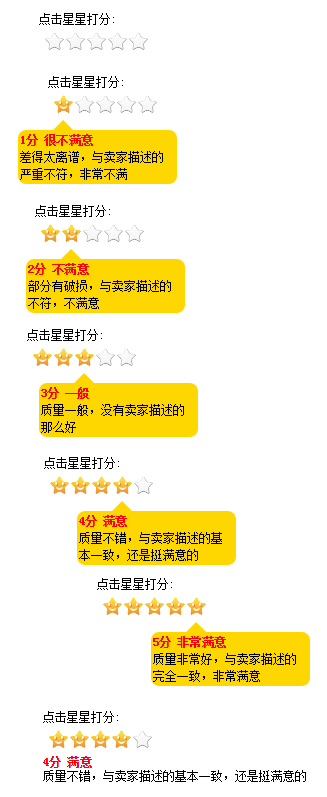 点击星星打分:
点击星星打分:
1分 很不满意
差得太离谱，与卖家描述的
严重不符，非常不满
点击星星打分:
2分 不满意
部分有破损，与卖家描述的
不符，不满意
点击星星打分:
3分 一般
质量一般，没有卖家描述的
那么好
点击星星打分:
4分 满意
质量不错，与卖家描述的基
本一致，还是挺满意的
点击星星打分:
5分 非常满意
质量非常好，与卖家描述的
完全一致，非常满意
点击星星打分:
4分 满意
质量不错，与卖家描述的基本一致，还是挺满意的